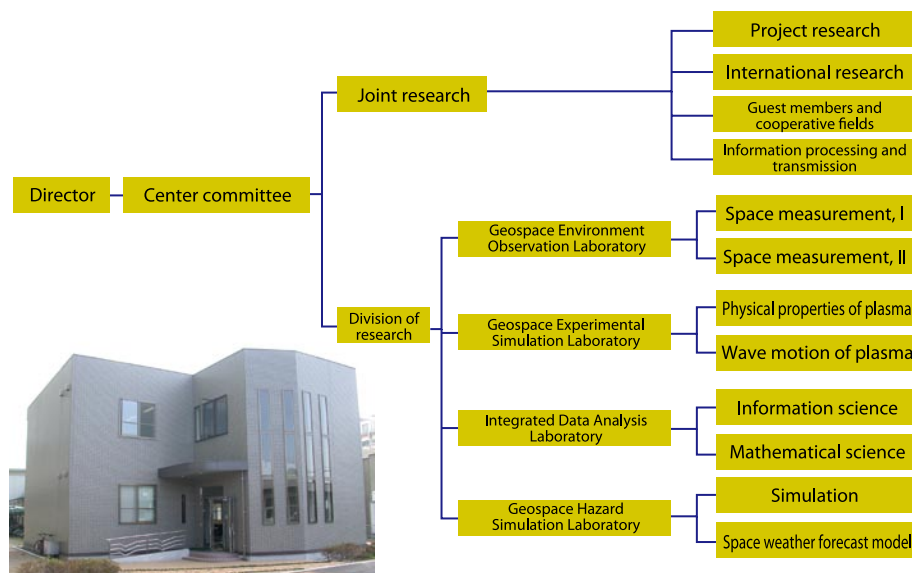 Director
Center committee
Joint research
Project research
International research
Guest members and
cooperative fields
Information processing and
transmission
Division of
research
Geospace Environment
Observation Laboratory
Space measurement, I
Space measurement, II
Geospace Experimental
Simulation Laboratory
Physical properties of plasma
Wave motion of plasma
Integrated Data Analysis
Laboratory
Information science
Mathematical science
Geospace Hazard
Simulation Laboratory
Simulation
Space weather forecast model